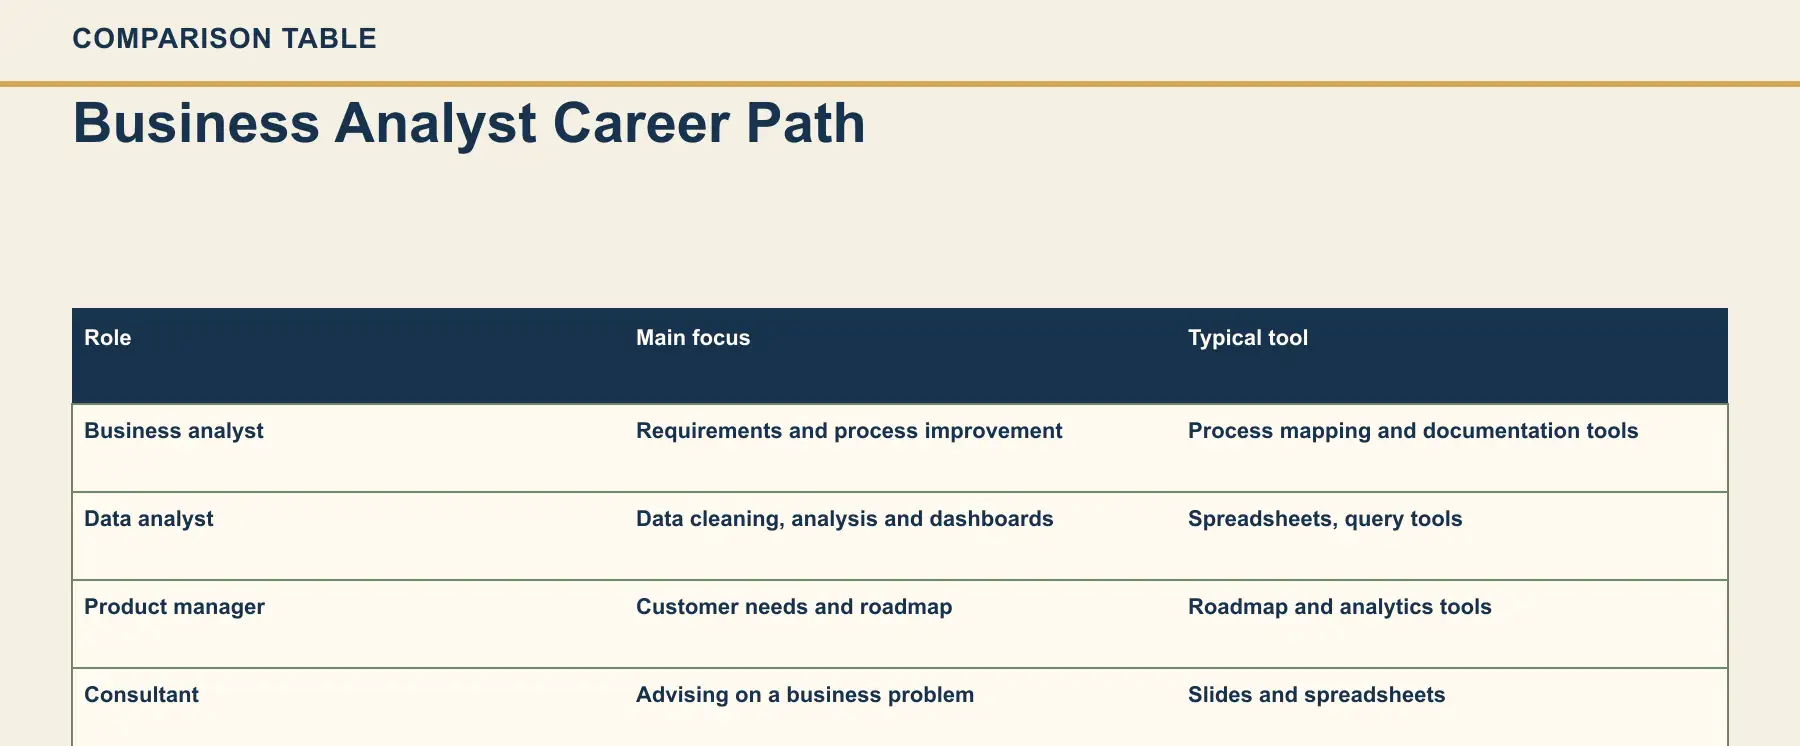 COMPARISON TABLE
Business Analyst Career Path
Role Main focus Typical tool
Business analyst Requirements and process improvement Process mapping and documentation tools
Data analyst Data cleaning, analysis and dashboards Spreadsheets, query tools
Product manager Customer needs and roadmap Roadmap and analytics tools
Consultant Advising on a business problem Slides and spreadsheets